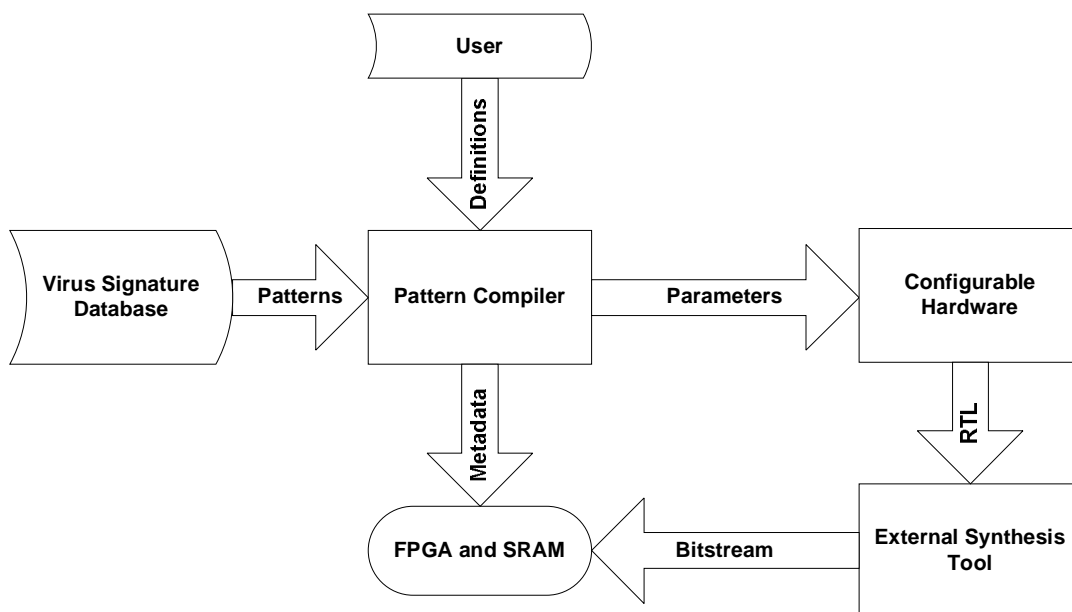 User
Definitions
Virus Signature
Database
Patterns
Pattern Compiler
Parameters
Configurable
Hardware
Metadata
RTL
FPGA and SRAM
Bitstream
External Synthesis
Tool